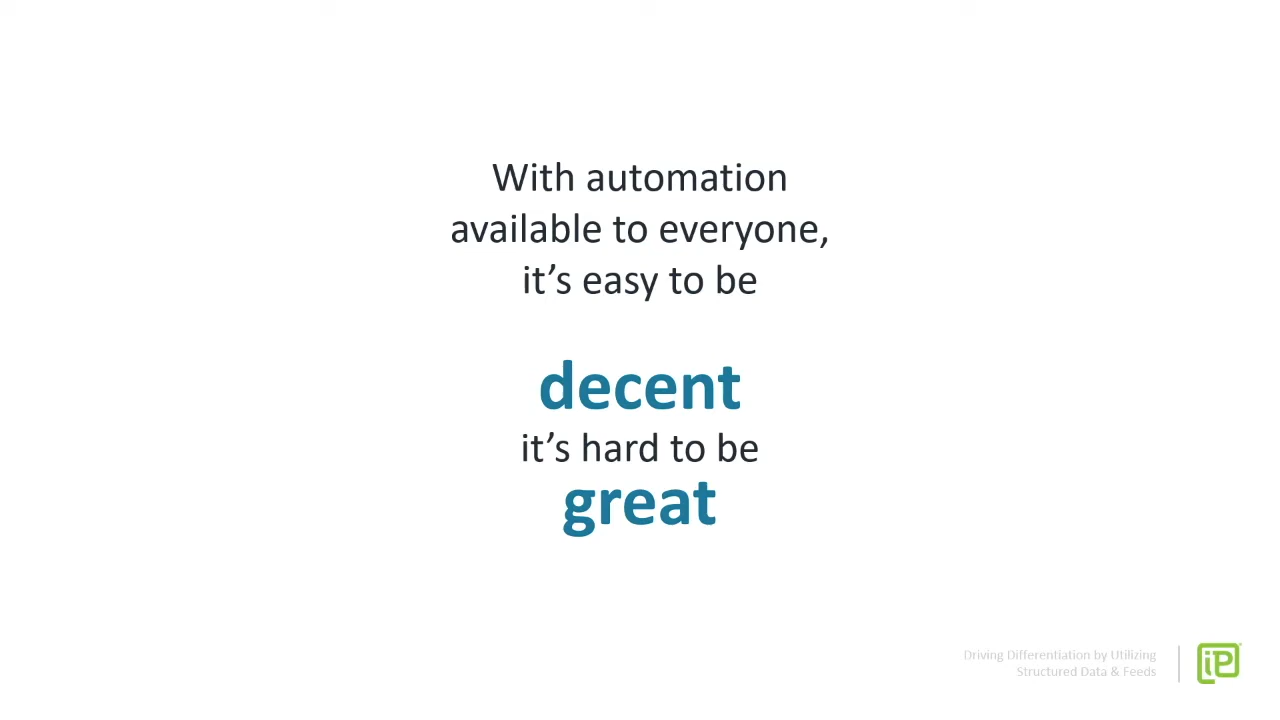 With automation
available to everyone,
it’s easy to be
decent
it’s hard to be
great
Driving Differentiation by Utilizing
Structured Data & Feeds
iP